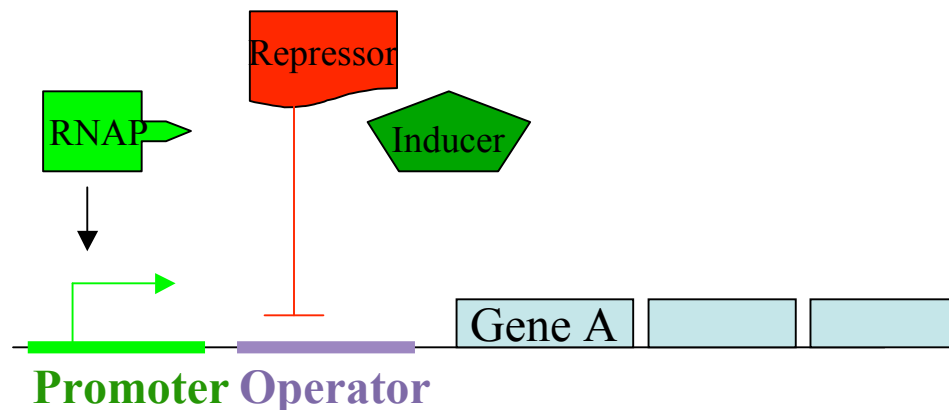 Repressor
RNAP
Inducer
Gene A
Promoter Operator